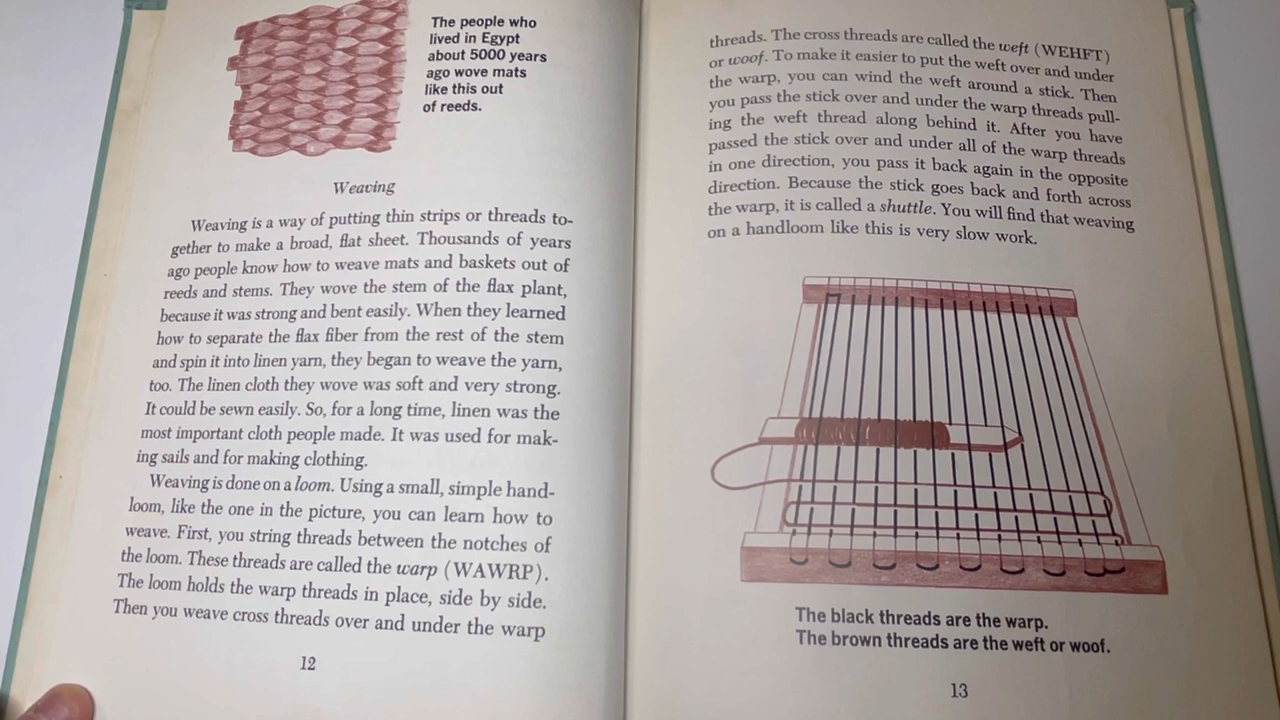 The people who
lived in Egypt
about 5000 years
ago wove mats
like this out
of reeds.
Weaving
Weaving is a way of putting thin strips or threads to-
gether to make a broad, flat sheet. Thousands of years
ago people know how to weave mats and baskets out of
reeds and stems. They wove the stem of the flax plant,
because it was strong and bent easily. When they learned
how to separate the flax fiber from the rest of the stem
and spin it into linen yarn, they began to weave the yarn,
too. The linen cloth they wove was soft and very strong.
It could be sewn easily. So, for a long time, linen was the
most important cloth people made. It was used for mak-
ing sails and for making clothing.
Weaving is done on a loom. Using a small, simple hand-
loom, like the one in the picture, you can learn how to
weave. First, you string threads between the notches of
the loom. These threads are called the warp (WAWRP).
The loom holds the warp threads in place, side by side.
Then you weave cross threads over and under the warp
12
threads. The cross threads are called the weft (WEHFT)
or woof. To make it easier to put the weft over and under
the warp, you can wind the weft around a stick. Then
you pass the stick over and under the warp threads pull-
ing the weft thread along behind it. After you have
passed the stick over and under all of the warp threads
in one direction, you pass it back again in the opposite
direction. Because the stick goes back and forth across
the warp, it is called a shuttle. You will find that weaving
on a handloom like this is very slow work.
The black threads are the warp.
The brown threads are the weft or woof.
13